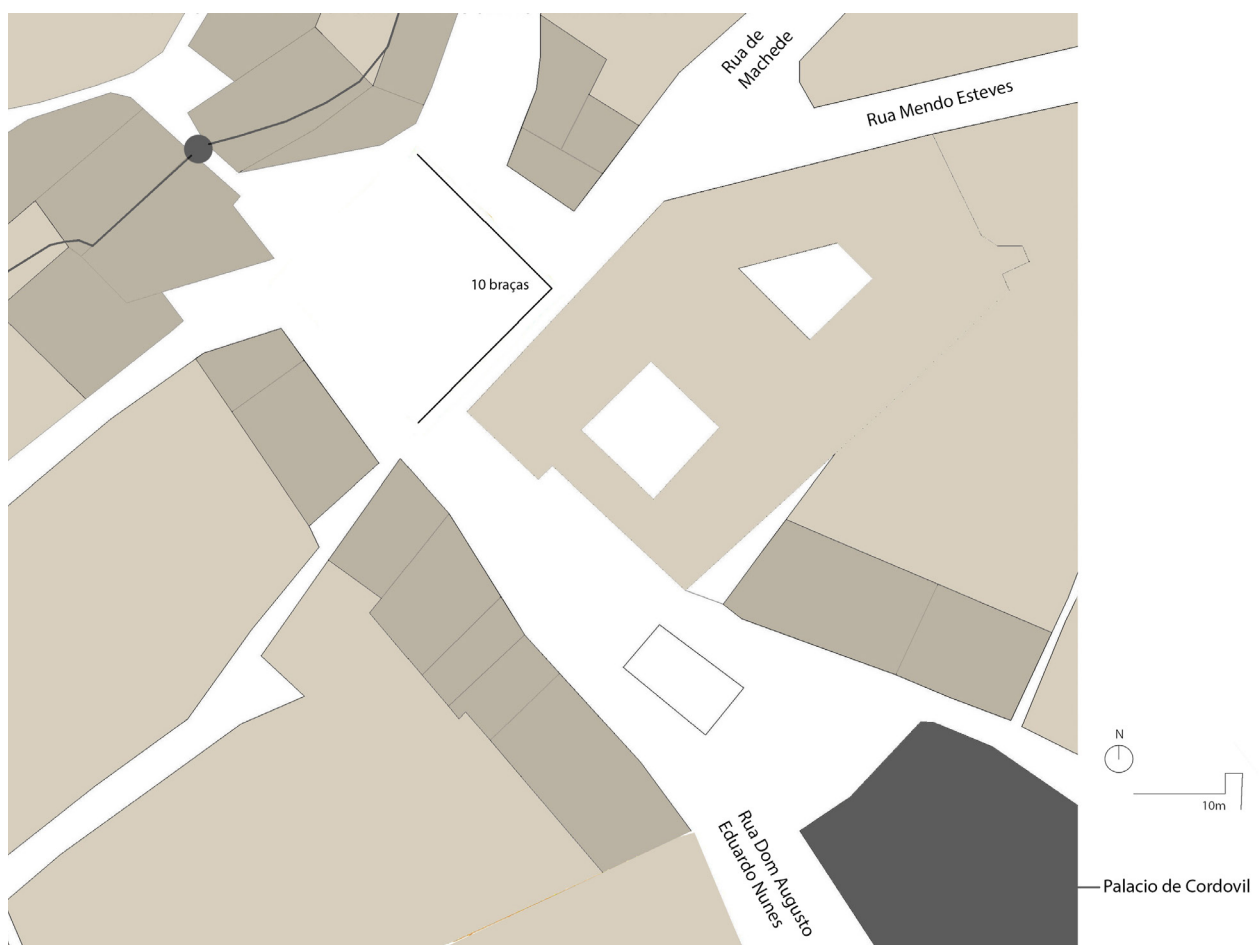 Rua de
Machede
Rua Mendo Esteves
10 braças
N
10m
Rua Dom Augusto
Eduardo Nunes
Palacio de Cordovil